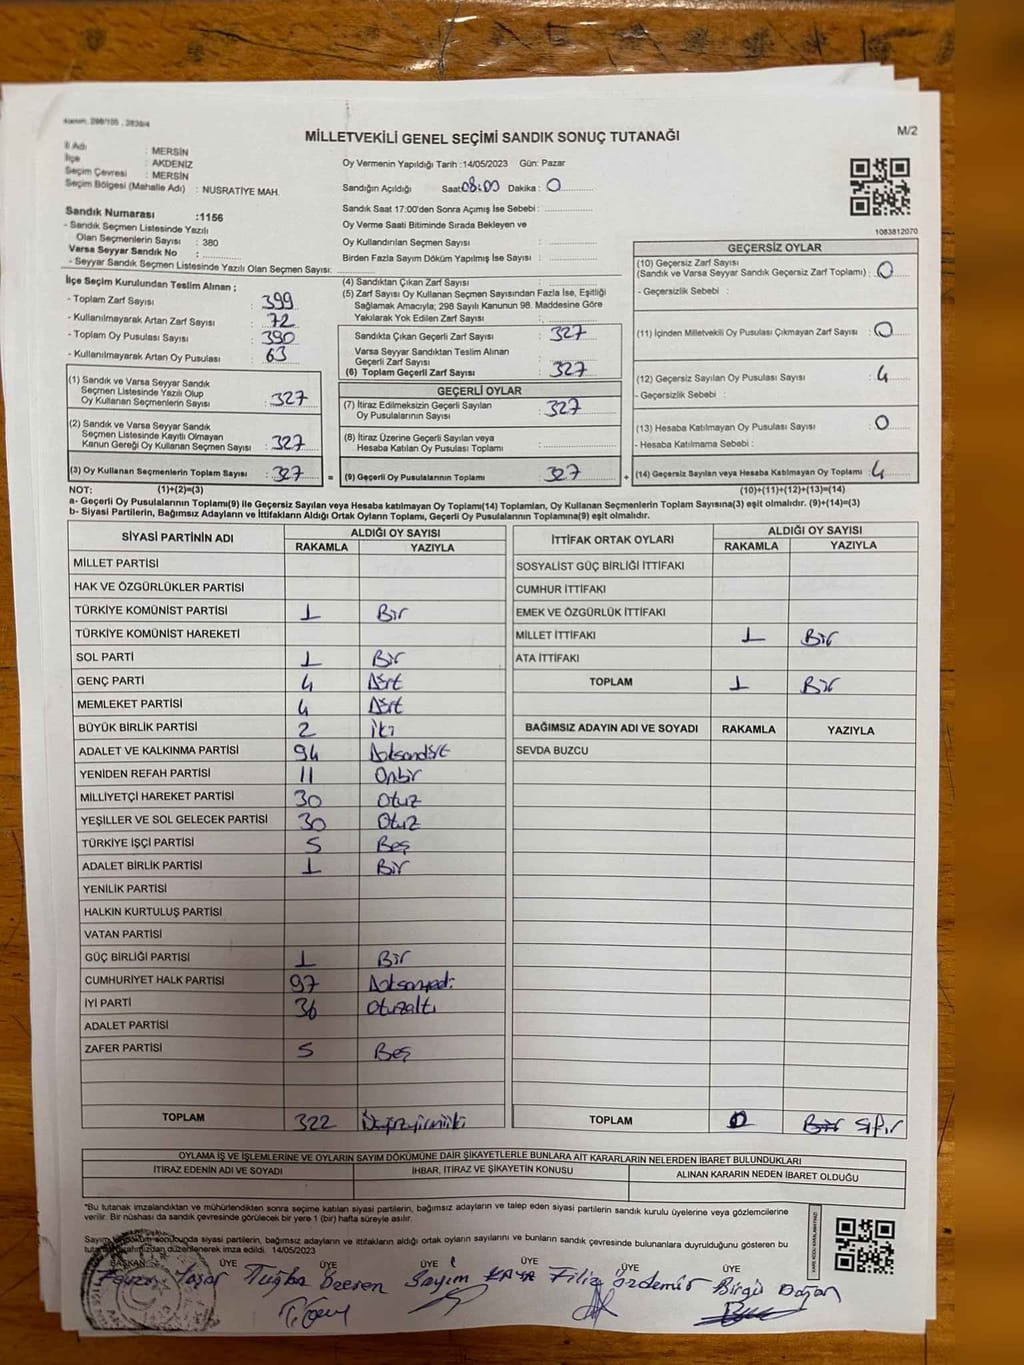 MİLLETVEKİLİ GENEL SEÇİMİ SANDIK SONUÇ TUTANAĞI
M/2
İl Adı : MERSİN
İlçe : AKDENİZ
Seçim Çevresi : MERSİN
Seçim Bölgesi (Mahalle Adı) : NUSRATİYE MAH.
Sandık Numarası :1156
- Sandık Seçmen Listesinde Yazılı
Olan Seçmenlerin Sayısı : 380
Varsa Seyyar Sandık No :
- Seyyar Sandık Seçmen Listesinde Yazılı Olan Seçmen Sayısı:
Oy Vermenin Yapıldığı Tarih :14/05/2023 Gün: Pazar
Sandığın Açıldığı Saat 08:00 Dakika : 0
Sandık Saat 17:00'den Sonra Açımış İse Sebebi :
Oy Verme Saati Bitiminde Sırada Bekleyen ve
Oy Kullandırılan Seçmen Sayısı :
Birden Fazla Sayım Döküm Yapılmış İse Sayısı :
1083812070
İlçe Seçim Kurulundan Teslim Alınan ;
- Toplam Zarf Sayısı : 399
- Kullanılmayarak Artan Zarf Sayısı : 72
- Toplam Oy Pusulası Sayısı : 390
- Kullanılmayarak Artan Oy Pusulası : 63
(1) Sandık ve Varsa Seyyar Sandık
Seçmen Listesinde Yazılı Olup
Oy Kullanan Seçmenlerin Sayısı : 327
(2) Sandık ve Varsa Seyyar Sandık
Seçmen Listesinde Kayıtlı Olmayan
Kanun Gereği Oy Kullanan Seçmen Sayısı : 327
(3) Oy Kullanan Seçmenlerin Toplam Sayısı : 327
(4) Sandıktan Çıkan Zarf Sayısı :
(5) Zarf Sayısı Oy Kullanan Seçmen Sayısından Fazla İse, Eşitliği
Sağlamak Amacıyla; 298 Sayılı Kanunun 98. Maddesine Göre
Yakılarak Yok Edilen Zarf Sayısı :
Sandıkta Çıkan Geçerli Zarf Sayısı : 327
Varsa Seyyar Sandıktan Teslim Alınan
Geçerli Zarf Sayısı :
(6) Toplam Geçerli Zarf Sayısı : 327
GEÇERLİ OYLAR
(7) İtiraz Edilmeksizin Geçerli Sayılan
Oy Pusulalarının Sayısı : 327
(8) İtiraz Üzerine Geçerli Sayılan veya
Hesaba Katılan Oy Pusulası Toplamı :
= (9) Geçerli Oy Pusulalarının Toplamı : 327 +
GEÇERSİZ OYLAR
(10) Geçersiz Zarf Sayısı
(Sandık ve Varsa Seyyar Sandık Geçersiz Zarf Toplamı) : 0
- Geçersizlik Sebebi :
(11) İçinden Milletvekili Oy Pusulası Çıkmayan Zarf Sayısı : 0
(12) Geçersiz Sayılan Oy Pusulası Sayısı : 4
- Geçersizlik Sebebi :
(13) Hesaba Katılmayan Oy Pusulası Sayısı : 0
- Hesaba Katılmama Sebebi :
(14) Geçersiz Sayılan veya Hesaba Katılmayan Oy Toplamı : 4
NOT: (1)+(2)=(3) (10)+(11)+(12)+(13)=(14)
a- Geçerli Oy Pusulalarının Toplamı(9) ile Geçersiz Sayılan veya Hesaba Katılmayan Oy Toplamı(14) Toplamları, Oy Kullanan Seçmenlerin Toplam Sayısına(3) eşit olmalıdır. (9)+(14)=(3)
b- Siyasi Partilerin, Bağımsız Adayların ve İttifakların Aldığı Ortak Oyların Toplamı, Geçerli Oy Pusulalarının Toplamına(9) eşit olmalıdır.
SİYASİ PARTİNİN ADI ALDIĞI OY SAYISI
RAKAMLA YAZIYLA
MİLLET PARTİSİ
HAK VE ÖZGÜRLÜKLER PARTİSİ
TÜRKİYE KOMÜNİST PARTİSİ 1 Bir
TÜRKİYE KOMÜNİST HAREKETİ
SOL PARTİ 1 Bir
GENÇ PARTİ 4 Dört
MEMLEKET PARTİSİ 4 Dört
BÜYÜK BİRLİK PARTİSİ 2 iki
ADALET VE KALKINMA PARTİSİ 94 Doksandört
YENİDEN REFAH PARTİSİ 11 Onbir
MİLLİYETÇİ HAREKET PARTİSİ 30 Otuz
YEŞİLLER VE SOL GELECEK PARTİSİ 30 Otuz
TÜRKİYE İŞÇİ PARTİSİ 5 Beş
ADALET BİRLİK PARTİSİ 1 Bir
YENİLİK PARTİSİ
HALKIN KURTULUŞ PARTİSİ
VATAN PARTİSİ
GÜÇ BİRLİĞİ PARTİSİ 1 Bir
CUMHURİYET HALK PARTİSİ 97 Doksanyedi
İYİ PARTİ 36 Otuzaltı
ADALET PARTİSİ
ZAFER PARTİSİ 5 Beş
TOPLAM 322
İTTİFAK ORTAK OYLARI ALDIĞI OY SAYISI
RAKAMLA YAZIYLA
SOSYALİST GÜÇ BİRLİĞİ İTTİFAKI
CUMHUR İTTİFAKI
EMEK VE ÖZGÜRLÜK İTTİFAKI
MİLLET İTTİFAKI 1 Bir
ATA İTTİFAKI
TOPLAM 1 Bir
BAĞIMSIZ ADAYIN ADI VE SOYADI RAKAMLA YAZIYLA
SEVDA BUZCU
TOPLAM 0 Bir Sıfır
OYLAMA İŞ VE İŞLEMLERİNE VE OYLARIN SAYIM DÖKÜMÜNE DAİR ŞİKAYETLERLE BUNLARA AİT KARARLARIN NELERDEN İBARET BULUNDUKLARI
İTİRAZ EDENİN ADI VE SOYADI İHBAR, İTİRAZ VE ŞİKAYETİN KONUSU ALINAN KARARIN NEDEN İBARET OLDUĞU
*Bu tutanak imzalandıktan ve mühürlendikten sonra seçime katılan siyasi partilerin, bağımsız adayların ve talep eden siyasi partilerin sandık kurulu üyelerine veya gözlemcilerine
verilir. Bir nüshası da sandık çevresinde görülecek bir yere 1 (bir) hafta süreyle asılır.
Sayım döküm sonucunda siyasi partilerin, bağımsız adayların ve ittifakların aldığı ortak oyların sayılarını ve bunların sandık çevresinde bulunanlara duyrulduğunu gösteren bu
tarafımızdan düzenlenerek imza edildi. 14/05/2023
BAŞKAN ÜYE ÜYE ÜYE ÜYE ÜYE
Yaşar Tuğba Sayım KAYA Filiz Özdemir Birgül Doğan